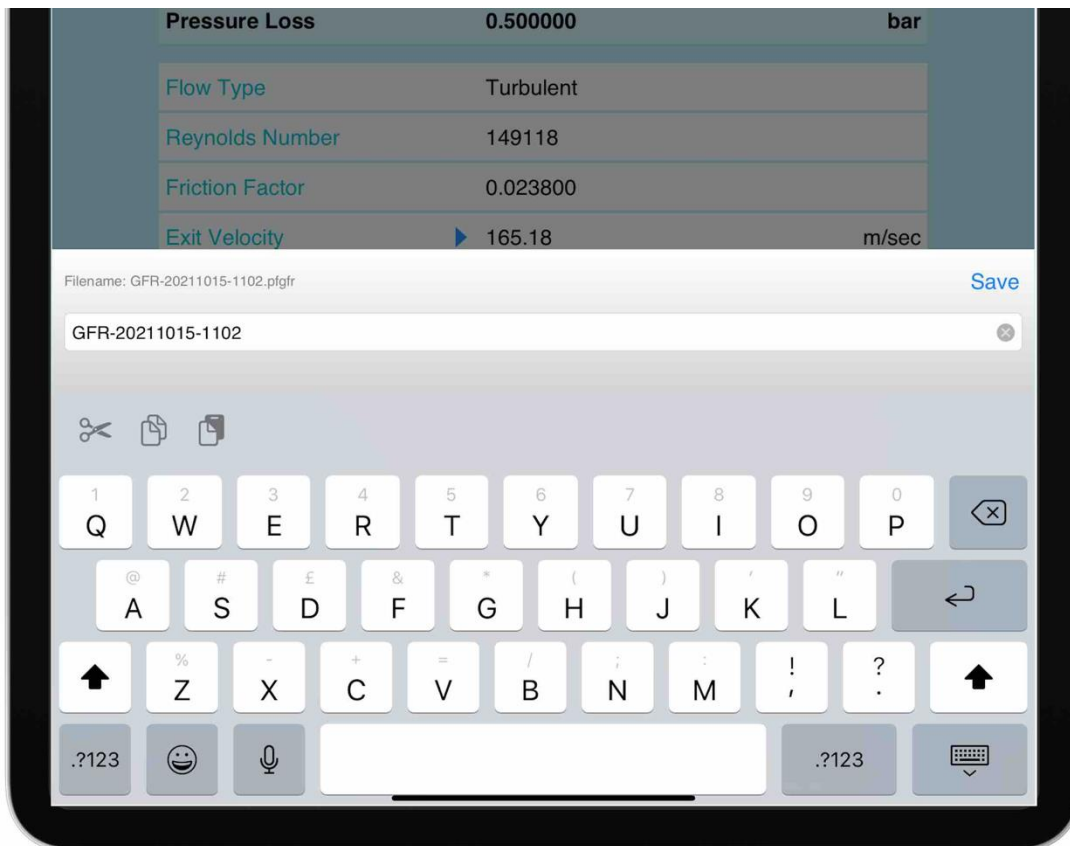 Pressure Loss 0.500000 bar
Flow Type Turbulent
Reynolds Number 149118
Friction Factor 0.023800
Exit Velocity 165.18 m/sec
Filename: GFR-20211015-1102.pfgfr Save
GFR-20211015-1102
1 2 3 4 5 6 7 8 9 0
Q W E R T Y U I O P
@ # £ & * ( ) ' "
A S D F G H J K L
% - + = / ; : ! ?
Z X C V B N M , .
.?123 .?123